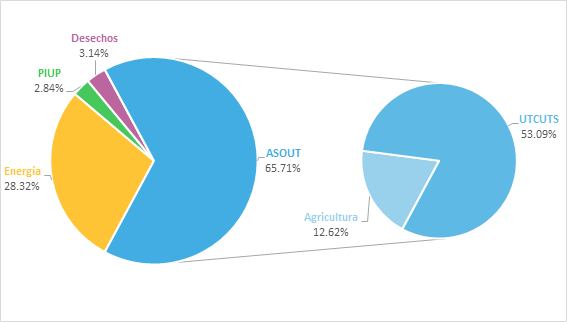 Desechos
3.14%
PIUP
2.84%
Energía
28.32%
ASOUT
65.71%
UTCUTS
53.09%
Agricultura
12.62%